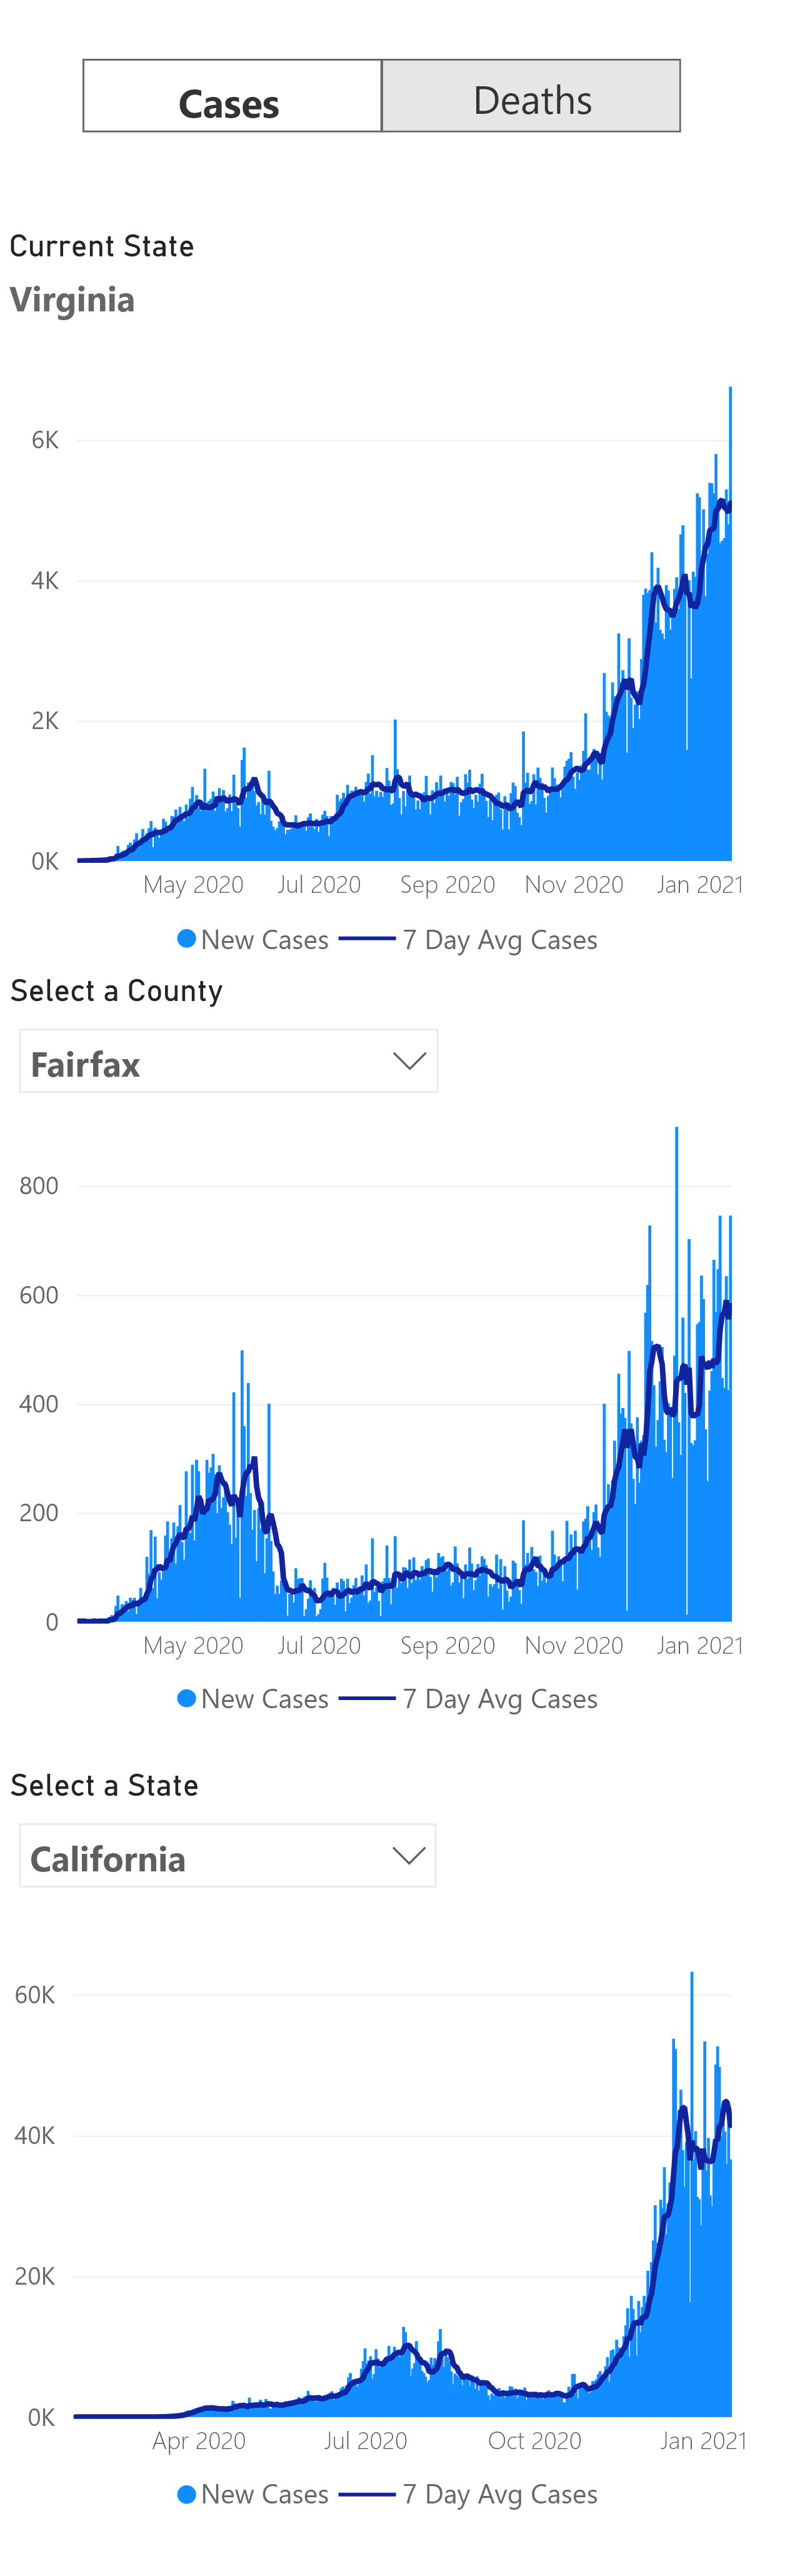 Cases Deaths
Current State
Virginia
6K
4K
2K
0K
May 2020 Jul 2020 Sep 2020 Nov 2020 Jan 2021
New Cases 7 Day Avg Cases
Select a County
Fairfax
800
600
400
200
0
May 2020 Jul 2020 Sep 2020 Nov 2020 Jan 2021
New Cases 7 Day Avg Cases
Select a State
California
60K
40K
20K
0K
Apr 2020 Jul 2020 Oct 2020 Jan 2021
New Cases 7 Day Avg Cases